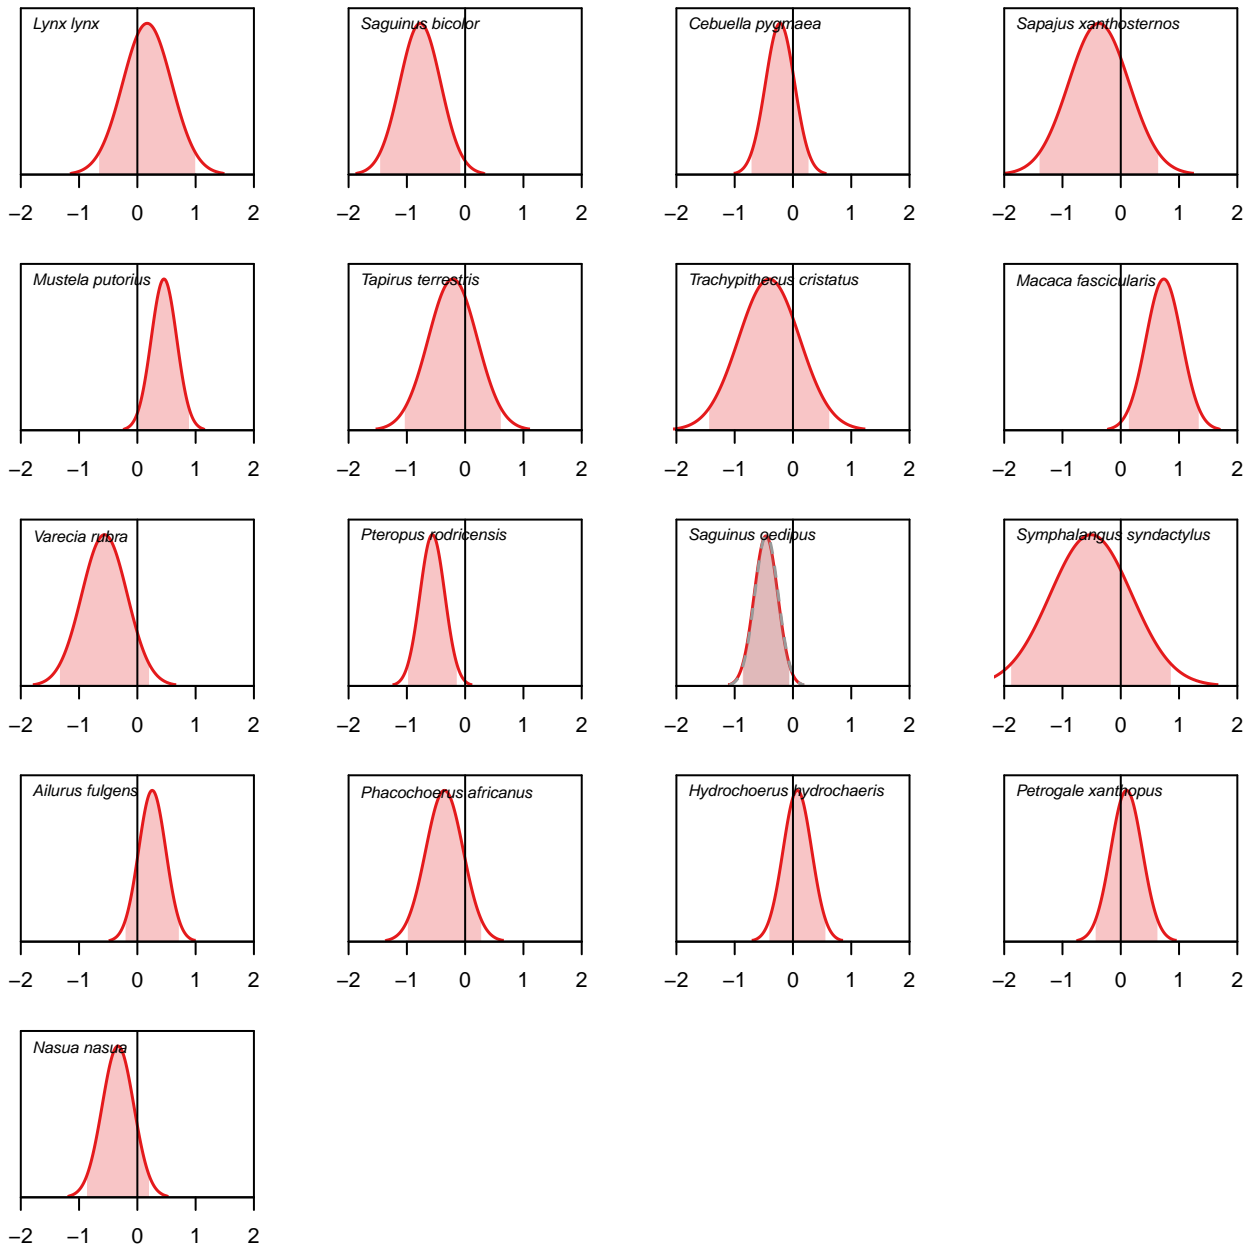 Lynx lynx
Saguinus bicolor
Cebuella pygmaea
Sapajus xanthosternos
−2 −1 0 1 2
−2 −1 0 1 2
−2 −1 0 1 2
−2 −1 0 1 2
Mustela putorius
Tapirus terrestris
Trachypithecus cristatus
Macaca fascicularis
−2 −1 0 1 2
−2 −1 0 1 2
−2 −1 0 1 2
−2 −1 0 1 2
Varecia rubra
Pteropus rodricensis
Saguinus oedipus
Symphalangus syndactylus
−2 −1 0 1 2
−2 −1 0 1 2
−2 −1 0 1 2
−2 −1 0 1 2
Ailurus fulgens
Phacochoerus africanus
Hydrochoerus hydrochaeris
Petrogale xanthopus
−2 −1 0 1 2
−2 −1 0 1 2
−2 −1 0 1 2
−2 −1 0 1 2
Nasua nasua
−2 −1 0 1 2